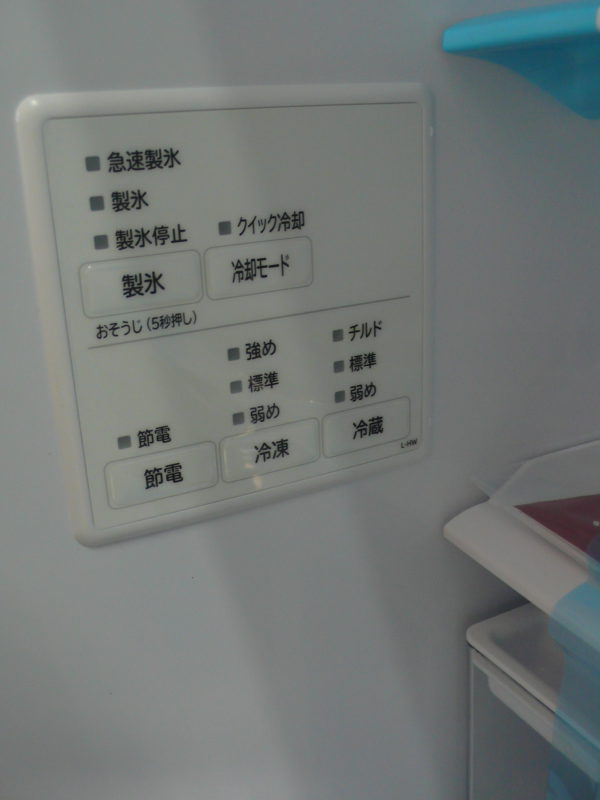 急速製氷
製氷
製氷停止
クイック冷却
製氷
冷却モード
おそうじ（5秒押し）
強め
標準
弱め
チルド
標準
弱め
節電
節電
冷凍
冷蔵
L-HW